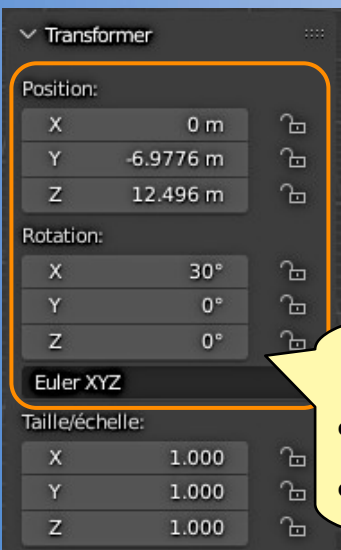 Transformer
Position:
X 0 m
Y -6.9776 m
Z 12.496 m
Rotation:
X 30°
Y 0°
Z 0°
Euler XYZ
Taille/échelle:
X 1.000
Y 1.000
Z 1.000